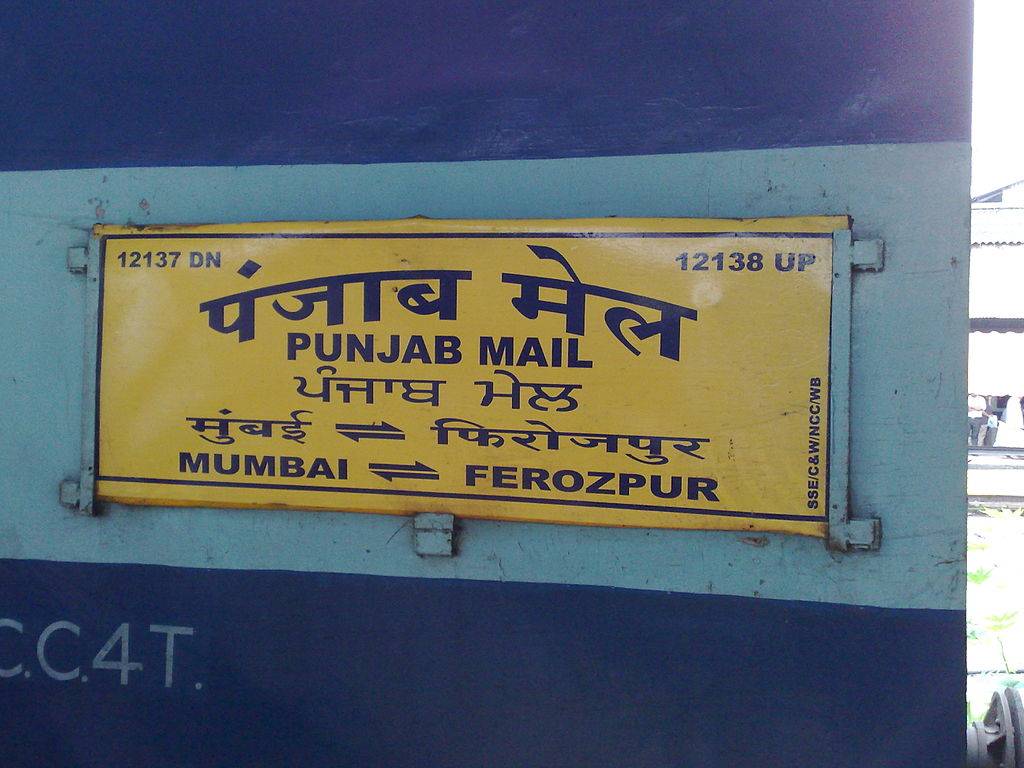 12137 DN
12138 UP
पंजाब मेल
PUNJAB MAIL
ਪੰਜਾਬ ਮੇਲ
मुंबई ⇌ फिरोजपुर
MUMBAI ⇌ FEROZPUR
SSE/C&W/NCC/WB
C.C.4T.